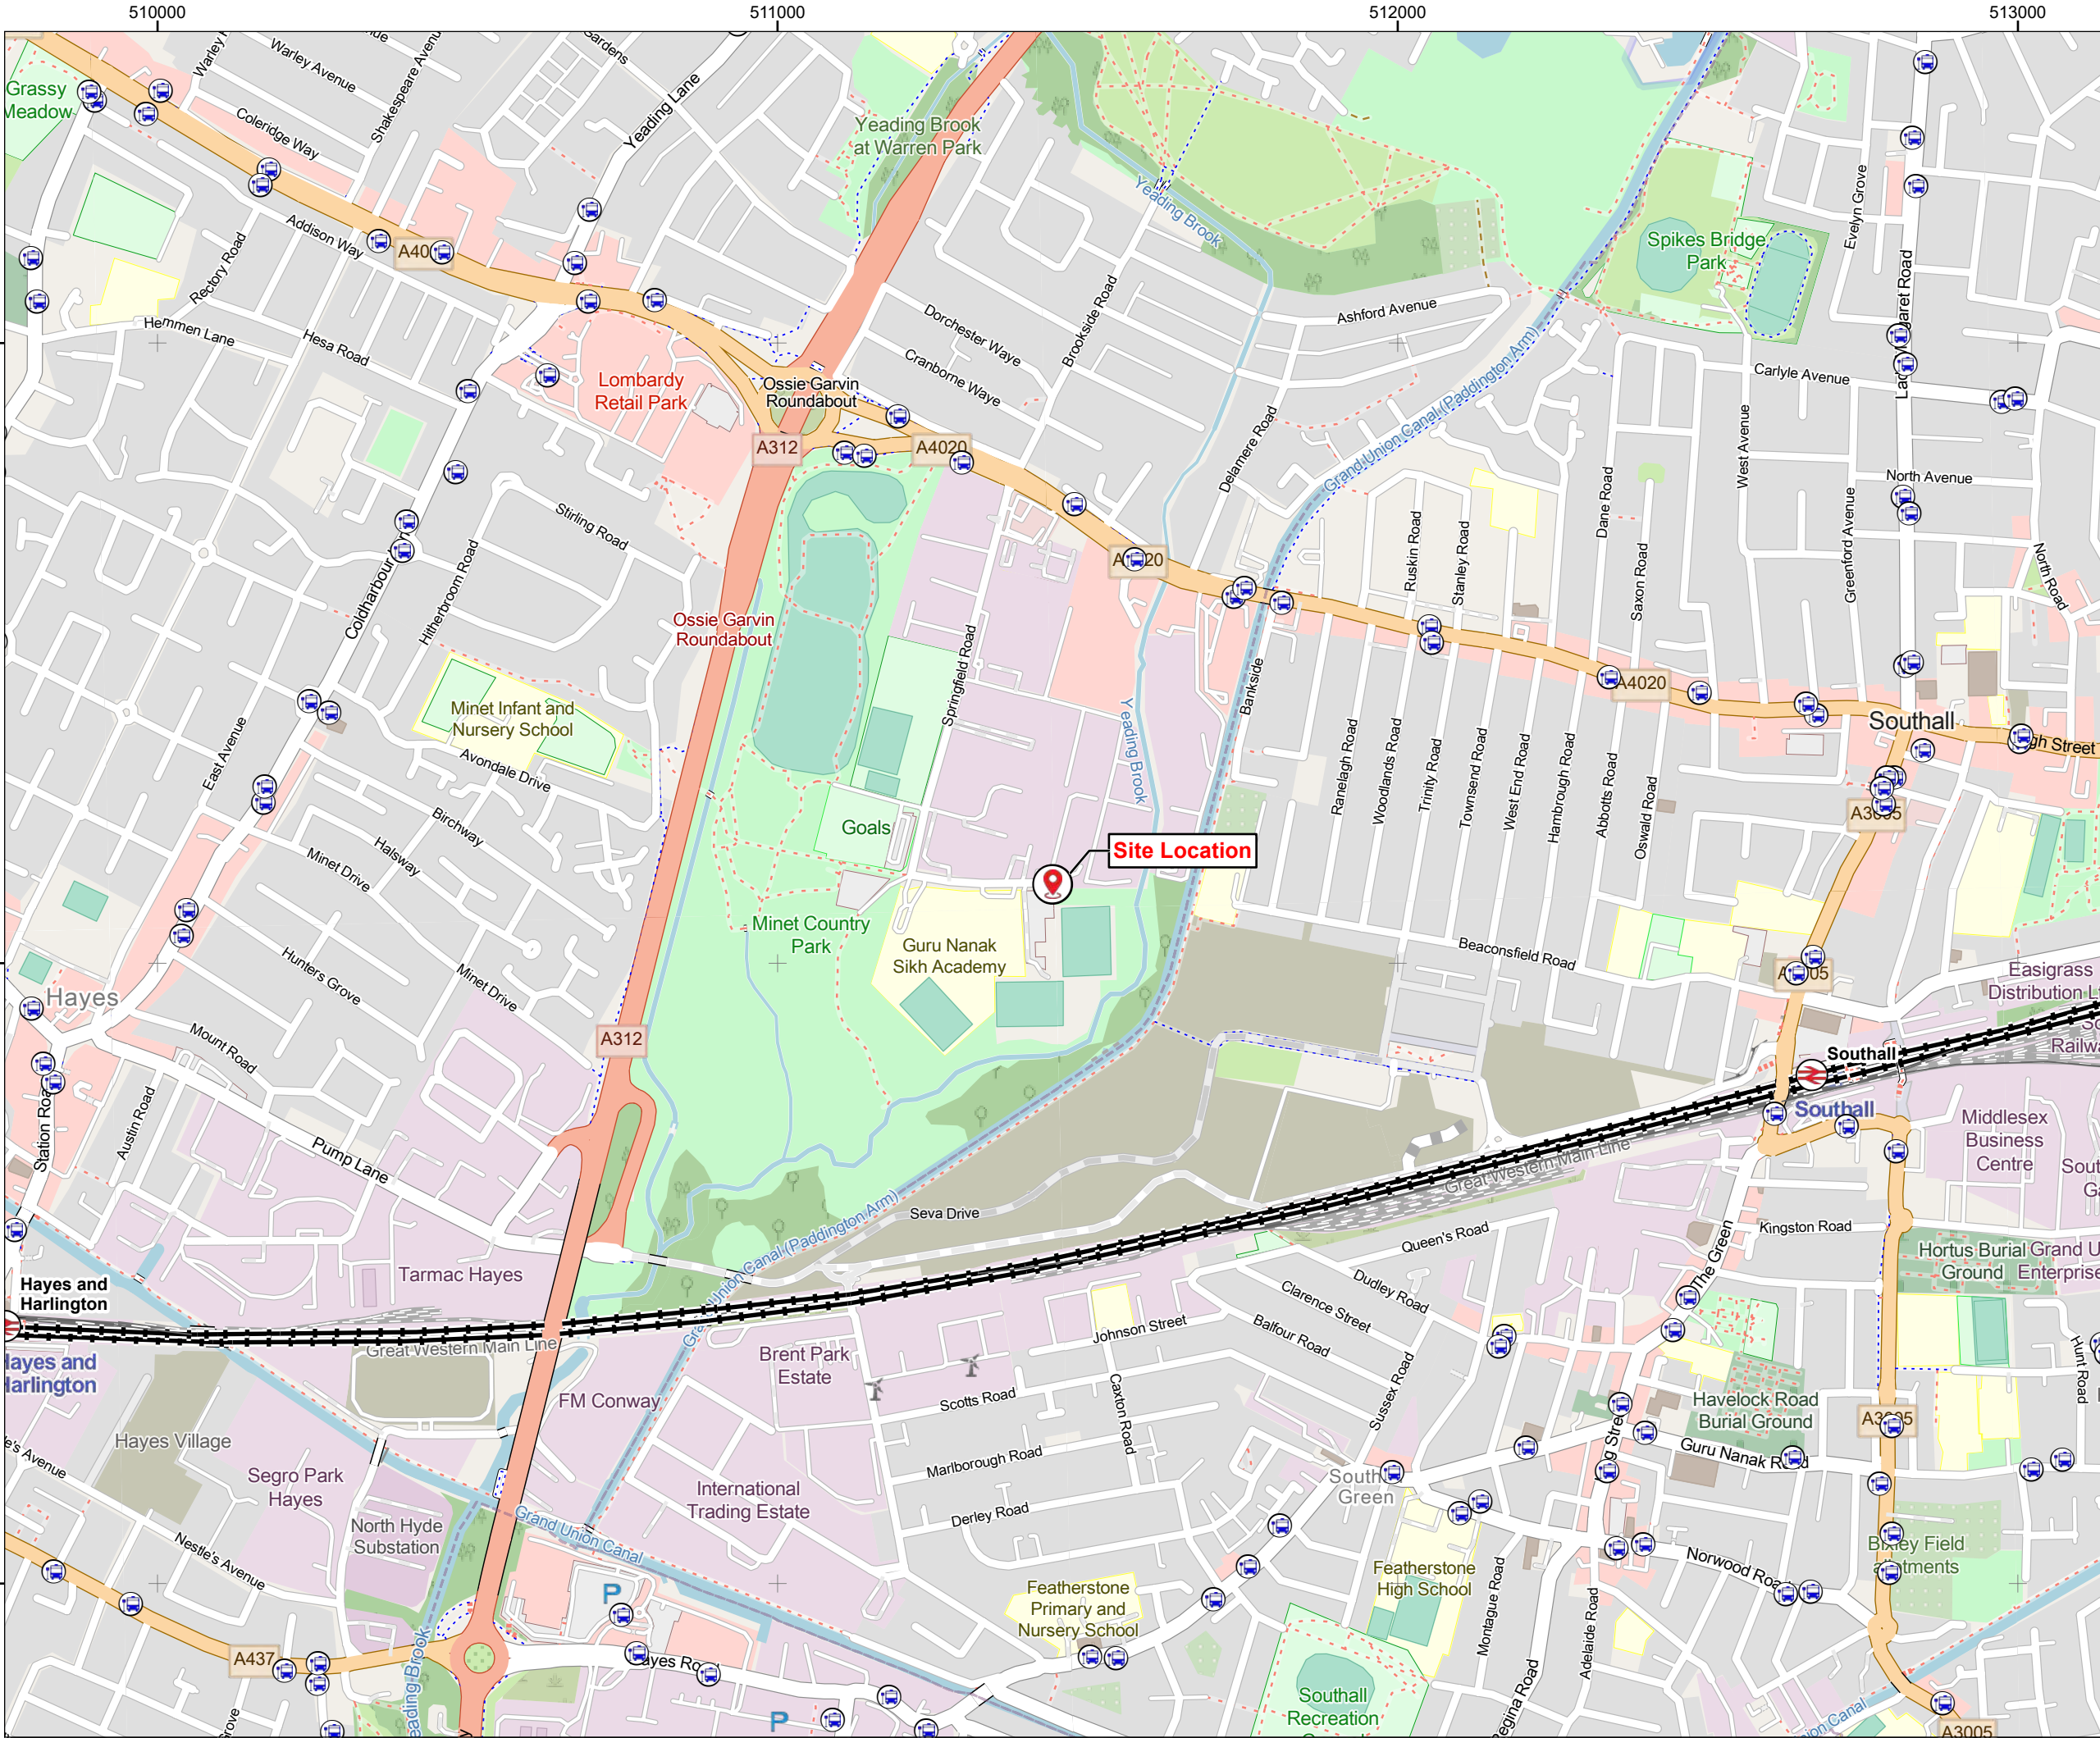 510000
511000
512000
513000
Grassy
Meadow
Warley Avenue
Shakespeare Avenu
Coleridge Way
Gardens
Yeading Lane
Yeading Brook
at Warren Park
Yeading Brook
Spikes Bridge
Park
Evelyn Grove
Addison Way
Rectory Road
Hemmen Lane
Hesa Road
Lombardy
Retail Park
Ossie Garvin
Roundabout
A312
A4020
Dorchester Waye
Cranborne Waye
Brookside Road
Ashford Avenue
Delamere Road
Grand Union Canal (Paddington Arm)
Carlyle Avenue
West Avenue
North Avenue
Greenford Avenue
North Road
Dane Road
Saxon Road
Ruskin Road
Stanley Road
Stirling Road
Hitherbroom Road
Ossie Garvin
Roundabout
Springfield Road
Yeading Brook
Bankside
A4020
Southall
gh Street
Minet Infant and
Nursery School
East Avenue
Avondale Drive
Birchway
Halsway
Minet Drive
Goals
Ranelagh Road
Woodlands Road
Trinity Road
Townsend Road
West End Road
Hambrough Road
Abbotts Road
Oswald Road
Site Location
Minet Country
Park
Guru Nanak
Sikh Academy
Beaconsfield Road
Easigrass
Distribution L
Hayes
Hunters Grove
Minet Drive
Mount Road
A312
Austin Road
Pump Lane
Southall
Southall
Railwa
Middlesex
Business
Centre
Seva Drive
Grand Union Canal (Paddington Arm)
Great Western Main Line
Queen's Road
Kingston Road
The Green
Hortus Burial
Ground
Grand U
Enterprise
Tarmac Hayes
Hayes and
Harlington
Hayes and
Harlington
Great Western Main Line
Dudley Road
Clarence Street
Balfour Road
Johnson Street
Brent Park
Estate
Scotts Road
Caxton Road
Sussex Road
Hunt Road
FM Conway
Havelock Road
Burial Ground
Hayes Village
Marlborough Road
Segro Park
Hayes
International
Trading Estate
Derley Road
Green
North Hyde
Substation
Grand Union Canal
Nestle's Avenue
P
Featherstone
Primary and
Nursery School
Featherstone
High School
Montague Road
Adelaide Road
A437
Southall
Recreation
P
Regina Road
A3005